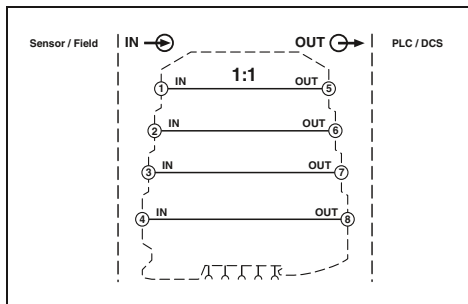 Sensor / Field IN OUT PLC / DCS
1:1
1 IN OUT 5
2 IN OUT 6
3 IN OUT 7
4 IN OUT 8